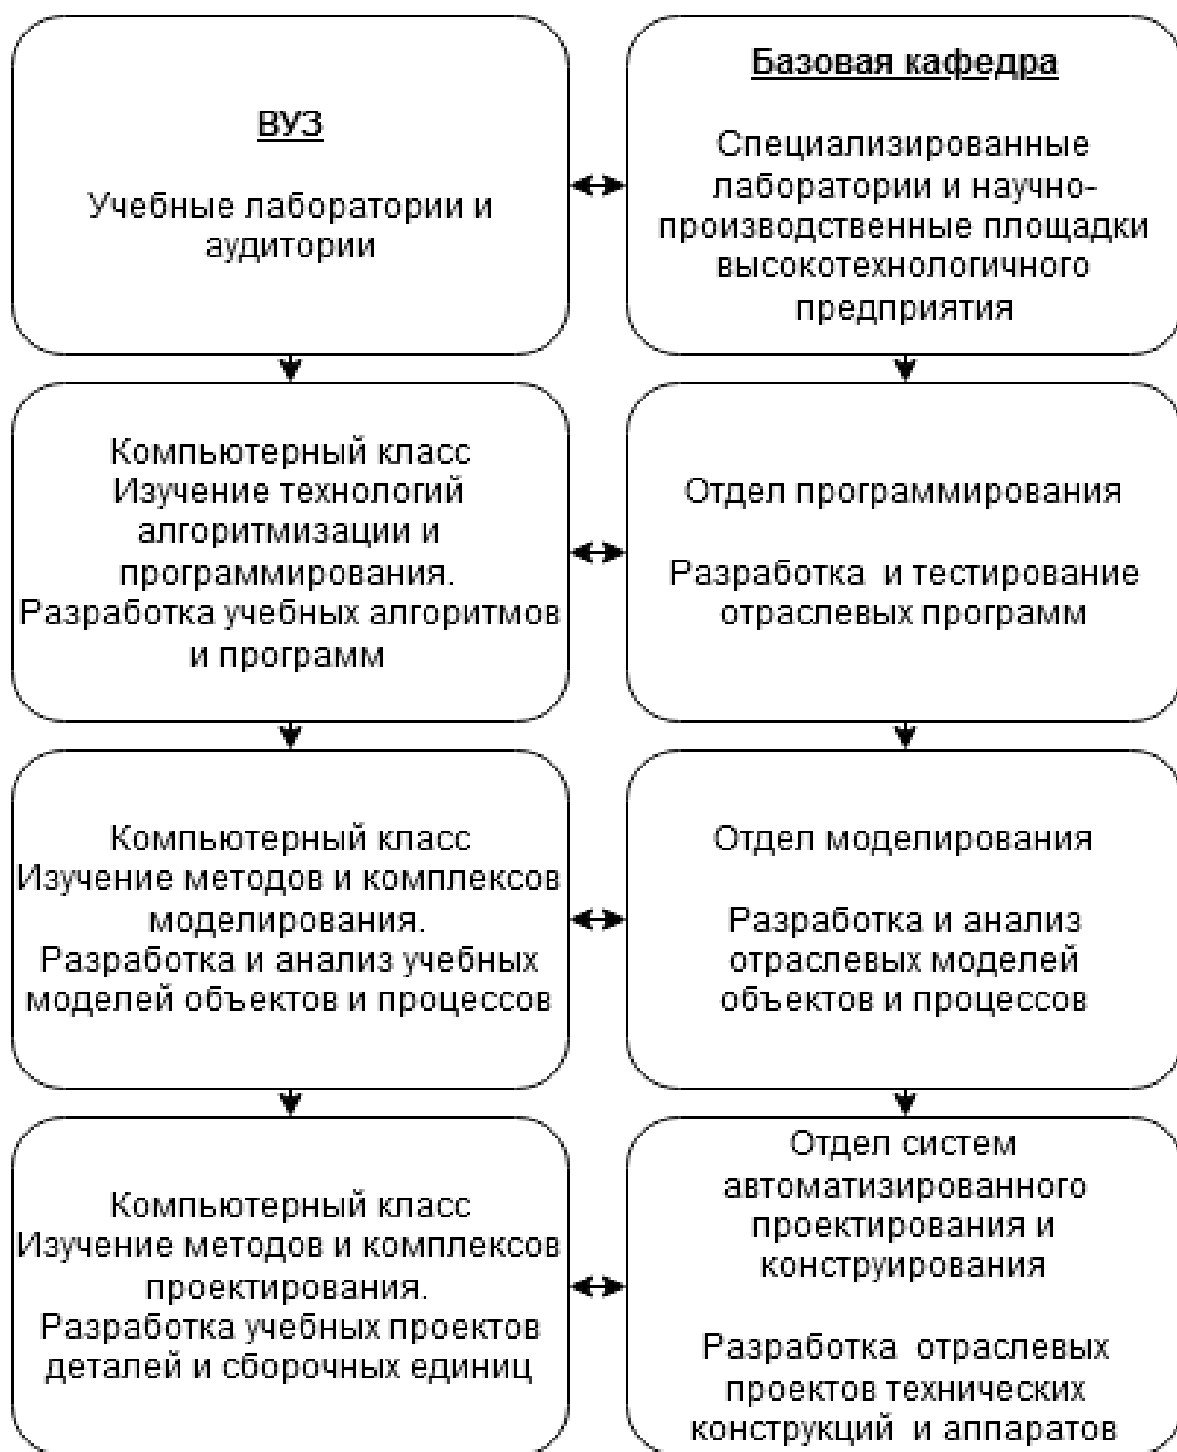 ВУЗ
Учебные лаборатории и
аудитории
Базовая кафедра
Специализированные
лаборатории и научно-
производственные площадки
высокотехнологичного
предприятия
Компьютерный класс
Изучение технологий
алгоритмизации и
программирования.
Разработка учебных алгоритмов
и программ
Отдел программирования
Разработка и тестирование
отраслевых программ
Компьютерный класс
Изучение методов и комплексов
моделирования.
Разработка и анализ учебных
моделей объектов и процессов
Отдел моделирования
Разработка и анализ
отраслевых моделей
объектов и процессов
Компьютерный класс
Изучение методов и комплексов
проектирования.
Разработка учебных проектов
деталей и сборочных единиц
Отдел систем
автоматизированного
проектирования и
конструирования
Разработка отраслевых
проектов технических
конструкций и аппаратов